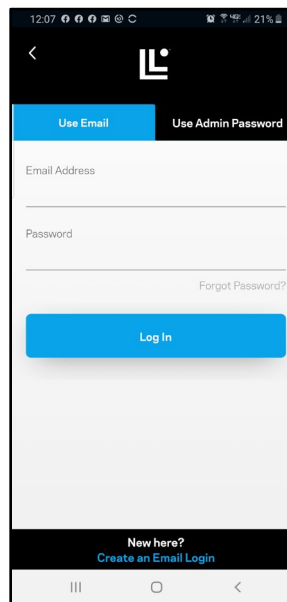 12:07 21%
Use Email Use Admin Password
Email Address
Password
Forgot Password?
Log In
New here?
Create an Email Login